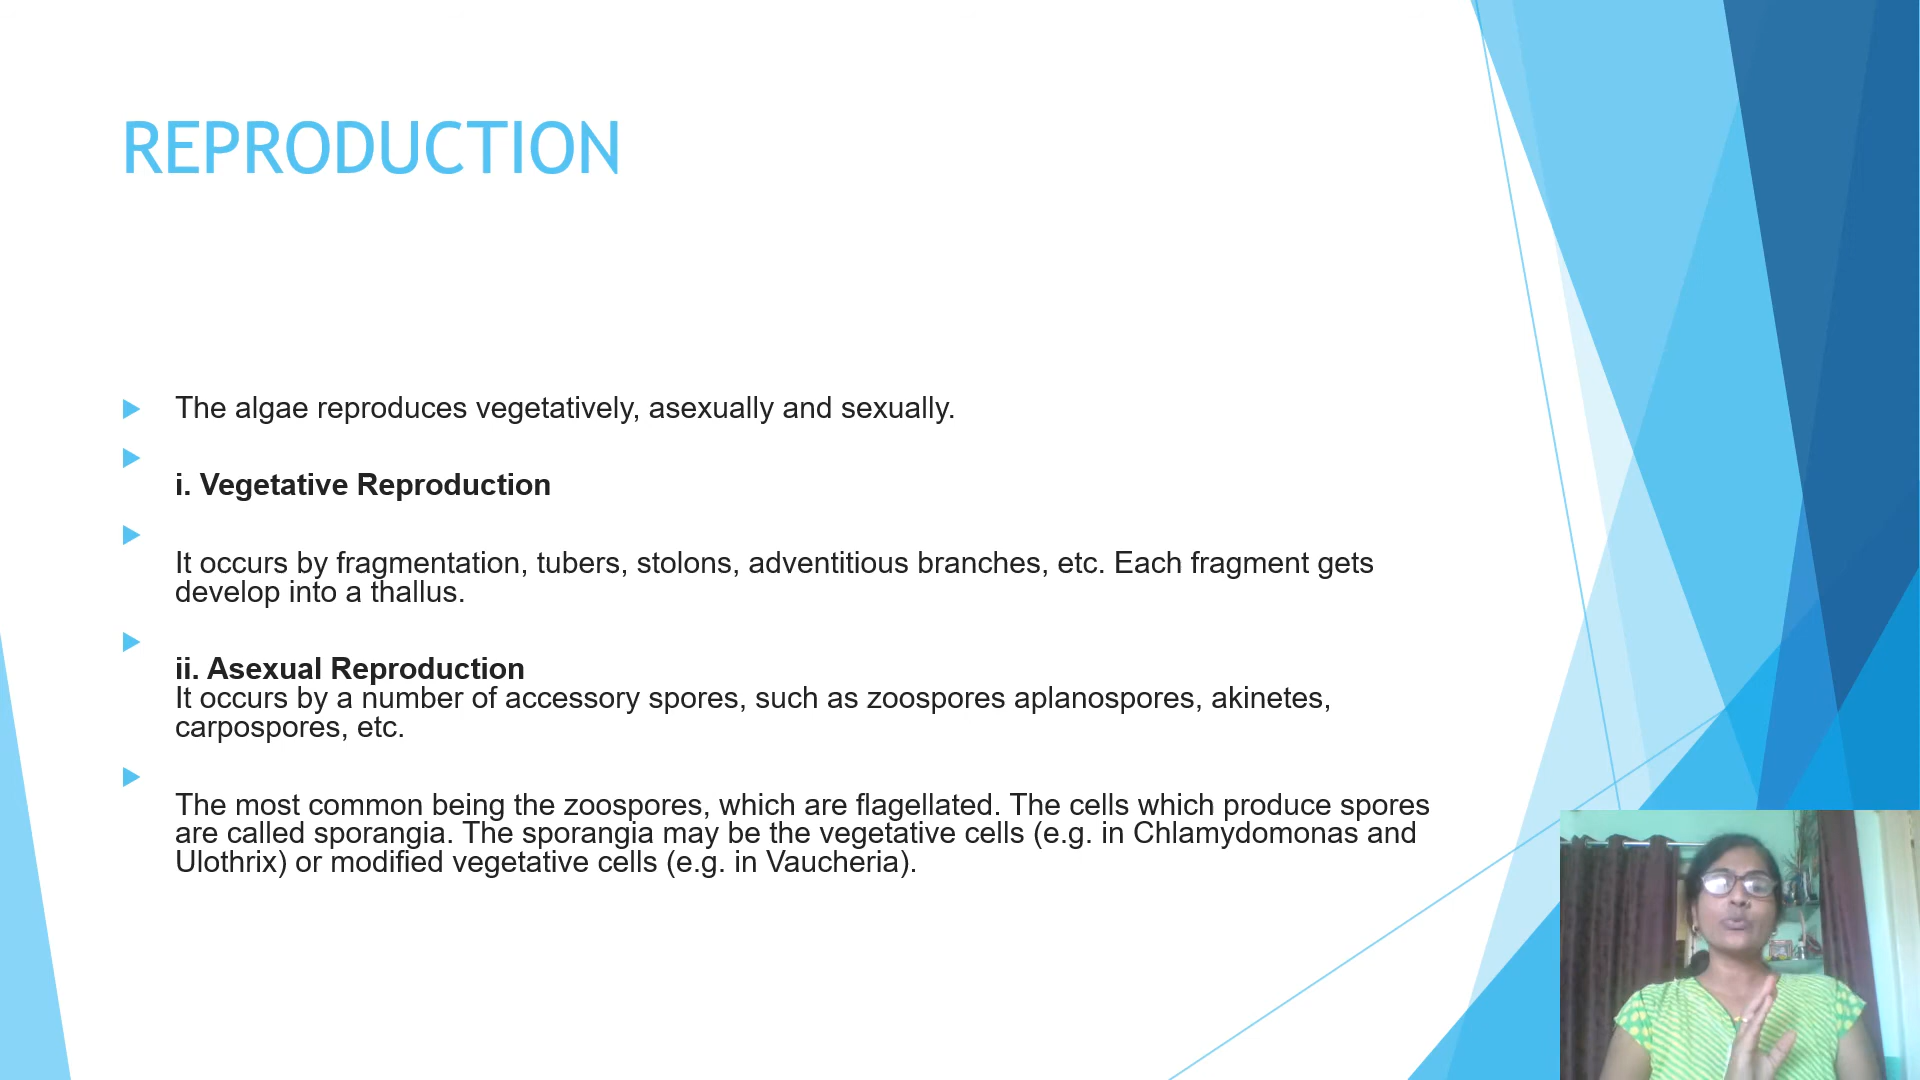 REPRODUCTION
The algae reproduces vegetatively, asexually and sexually.
i. Vegetative Reproduction
It occurs by fragmentation, tubers, stolons, adventitious branches, etc. Each fragment gets
develop into a thallus.
ii. Asexual Reproduction
It occurs by a number of accessory spores, such as zoospores aplanospores, akinetes,
carpospores, etc.
The most common being the zoospores, which are flagellated. The cells which produce spores
are called sporangia. The sporangia may be the vegetative cells (e.g. in Chlamydomonas and
Ulothrix) or modified vegetative cells (e.g. in Vaucheria).